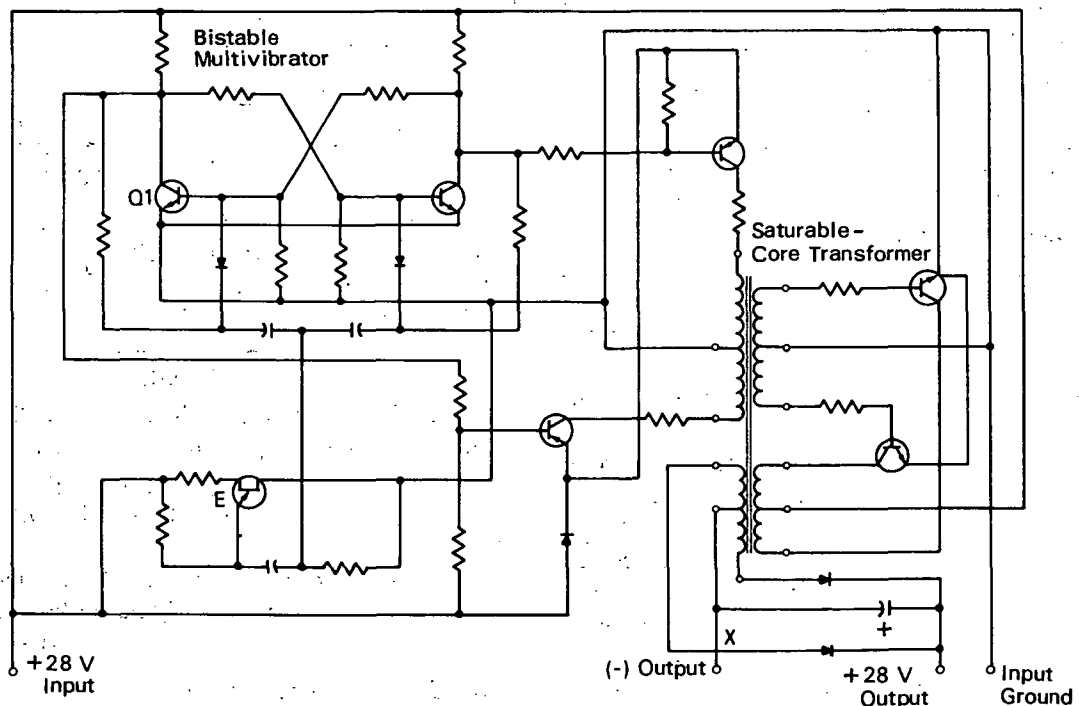 Bistable
Multivibrator
Q1
Saturable-
Core Transformer
E
X
+
+28 V
Input
(-) Output
+28 V
Output
Input
Ground